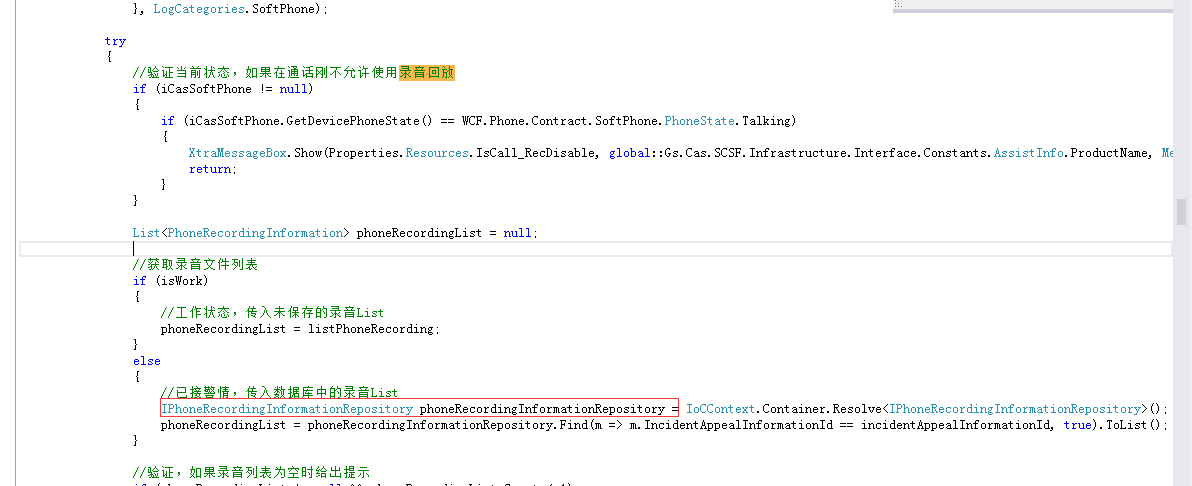 }, LogCategories.SoftPhone);
try
{
//验证当前状态，如果在通话刚不允许使用录音回放
if (iCasSoftPhone != null)
{
if (iCasSoftPhone.GetDevicePhoneState() == WCF.Phone.Contract.SoftPhone.PhoneState.Talking)
{
XtraMessageBox.Show(Properties.Resources.IsCall_RecDisable, global::Gs.Cas.SCSF.Infrastructure.Interface.Constants.AssistInfo.ProductName, Me
return;
}
}
List<PhoneRecordingInformation> phoneRecordingList = null;
//获取录音文件列表
if (isWork)
{
//工作状态，传入未保存的录音List
phoneRecordingList = listPhoneRecording;
}
else
{
//已接警情，传入数据库中的录音List
IPhoneRecordingInformationRepository phoneRecordingInformationRepository = IoCContext.Container.Resolve<IPhoneRecordingInformationRepository>();
phoneRecordingList = phoneRecordingInformationRepository.Find(m => m.IncidentAppealInformationId == incidentAppealInformationId, true).ToList();
}
//验证，如果录音列表为空时给出提示